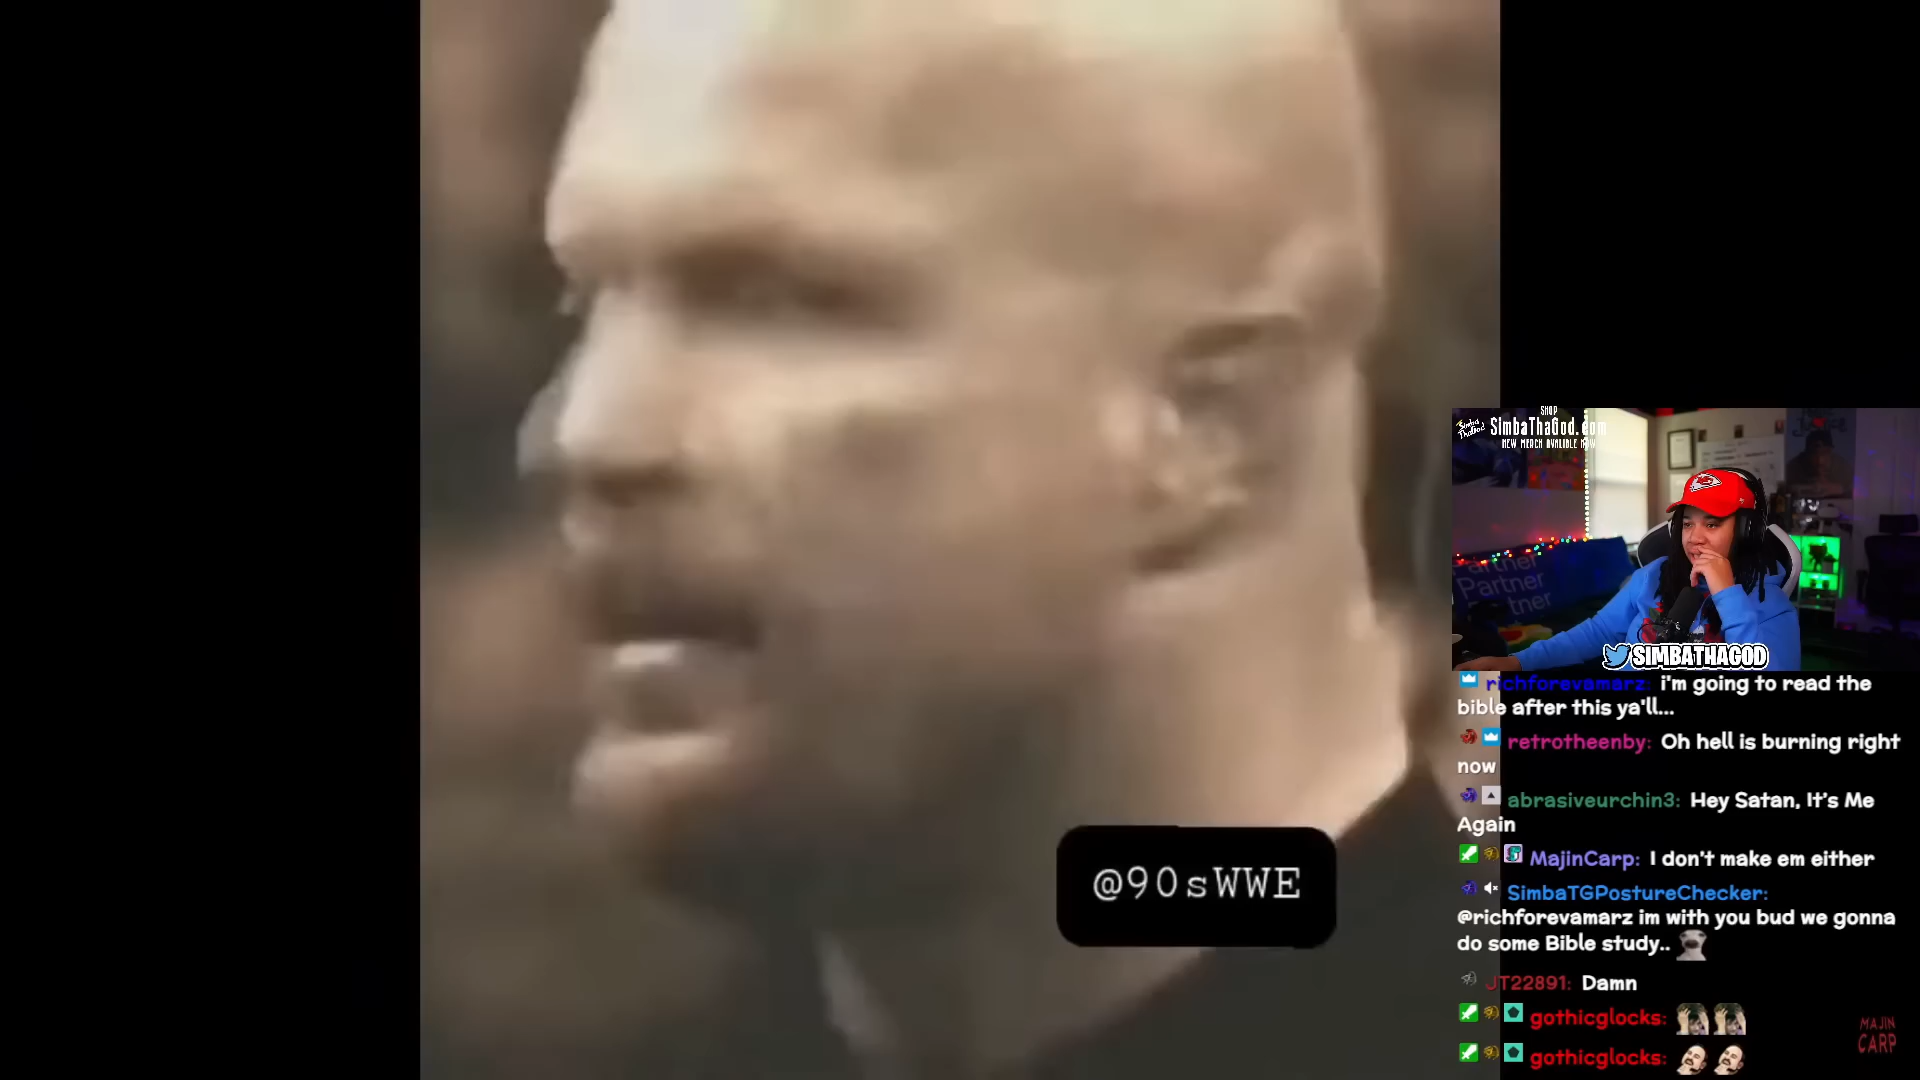 SHOP
SimbaThaGod.com
NEW MERCH AVALIBLE NOW
Partner
Partner
SIMBATHAGOD
@90sWWE
richforevamarz: i'm going to read the
bible after this ya'll...
retrotheenby: Oh hell is burning right
now
abrasiveurchin3: Hey Satan, It's Me
Again
MajinCarp: I don't make em either
SimbaTGPostureChecker:
@richforevamarz im with you bud we gonna
do some Bible study..
JT22891: Damn
gothicglocks:
gothicglocks:
MAJIN
CARP